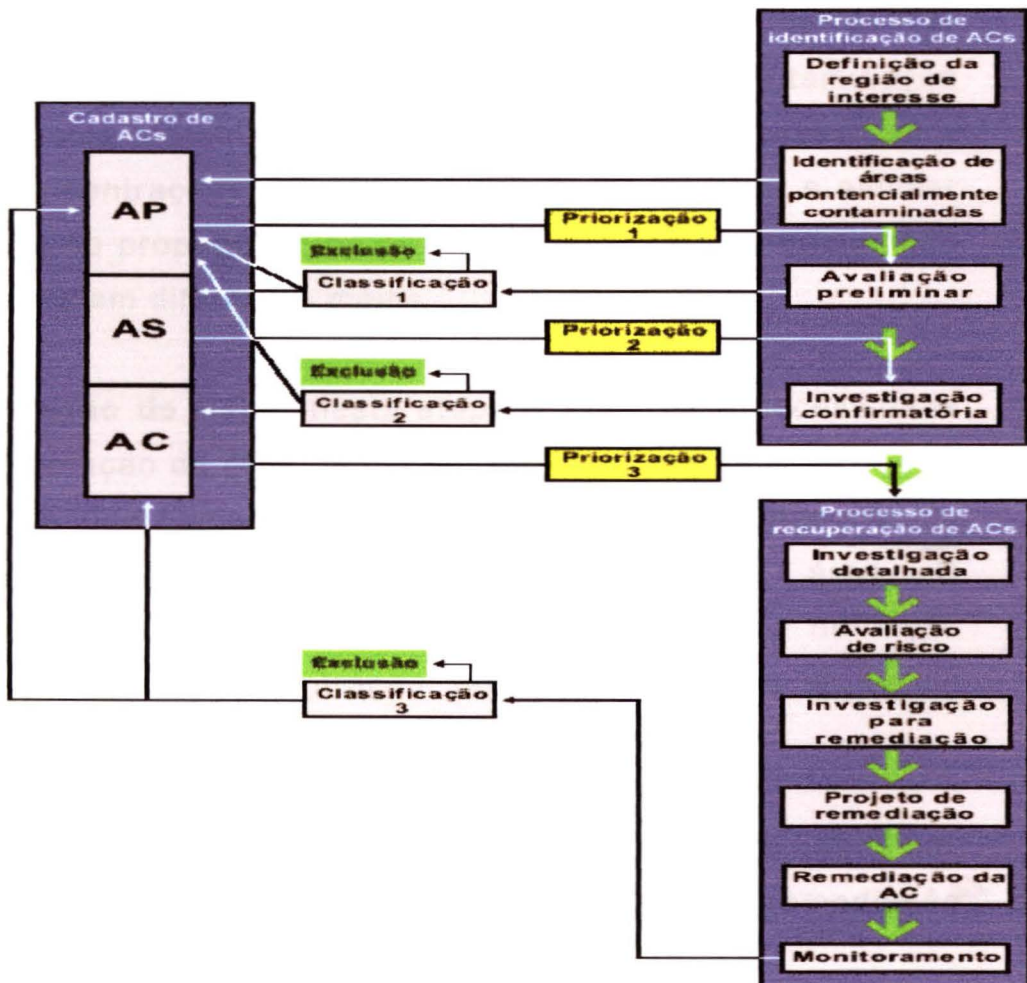 Processo de
identificação de ACs
Definição da
região de
interesse
Identificação de
áreas
pontencialmente
contaminadas
Avaliação
preliminar
Investigação
confirmatória
Cadastro de
ACs
AP
AS
AC
Priorização
1
Exclusão
Classificação
1
Priorização
2
Exclusão
Classificação
2
Priorização
3
Processo de
recuperação de ACs
Investigação
detalhada
Avaliação
de risco
Investigação
para
remediação
Projeto de
remediação
Remediação da
AC
Monitoramento
Exclusão
Classificação
3